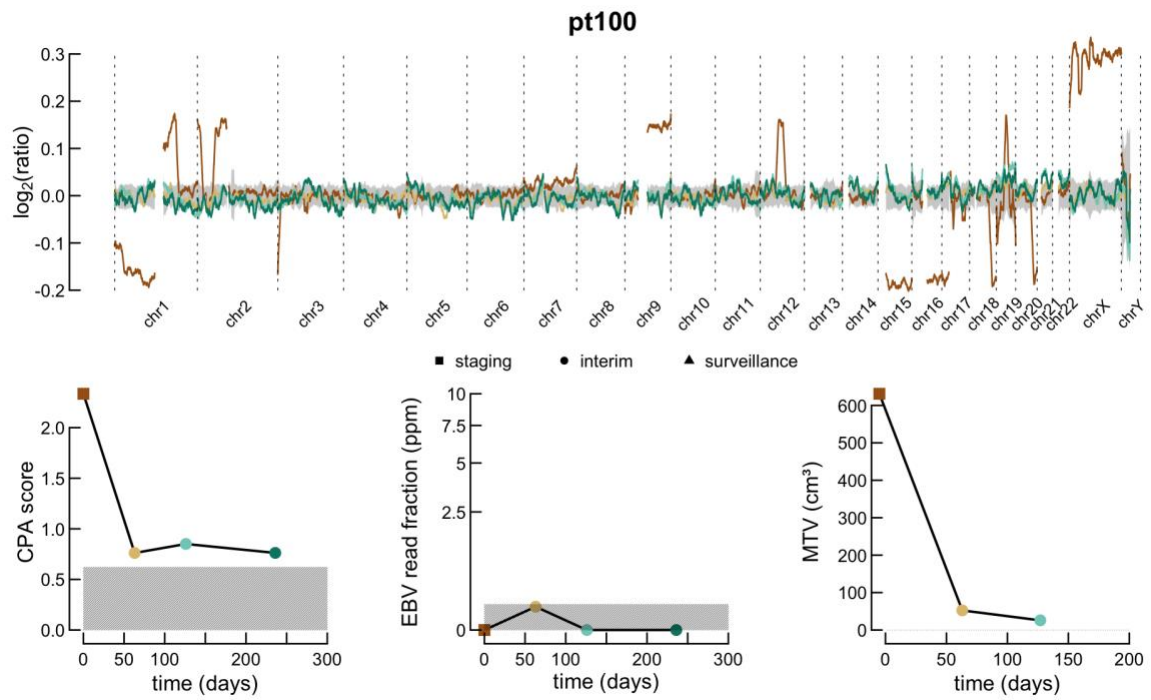 pt100
log2(ratio)
0.3
0.2
0.1
0.0
-0.1
-0.2
chr1 chr2 chr3 chr4 chr5 chr6 chr7 chr8 chr9 chr10 chr11 chr12 chr13 chr14 chr15 chr16 chr17 chr18 chr19 chr20 chr21 chr22 chrX chrY
staging interim surveillance
CPA score
2.0
1.5
1.0
0.5
0.0
0 50 100 200 300
time (days)
EBV read fraction (ppm)
10
7.5
5
2.5
0
0 50 100 200 300
time (days)
MTV (cm³)
600
500
400
300
200
100
0
0 50 100 150 200
time (days)